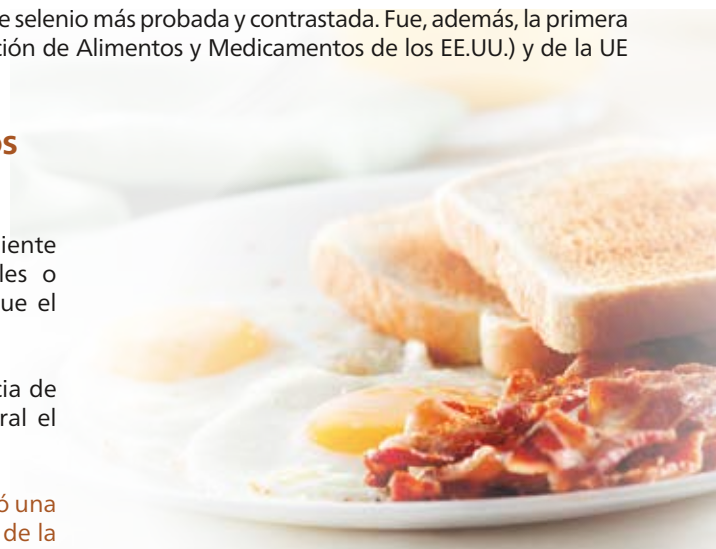 e selenio más probada y contrastada. Fue, además, la primera
ción de Alimentos y Medicamentos de los EE.UU.) y de la UE
os
iente
les o
ue el
cia de
ral el
ó una
de la